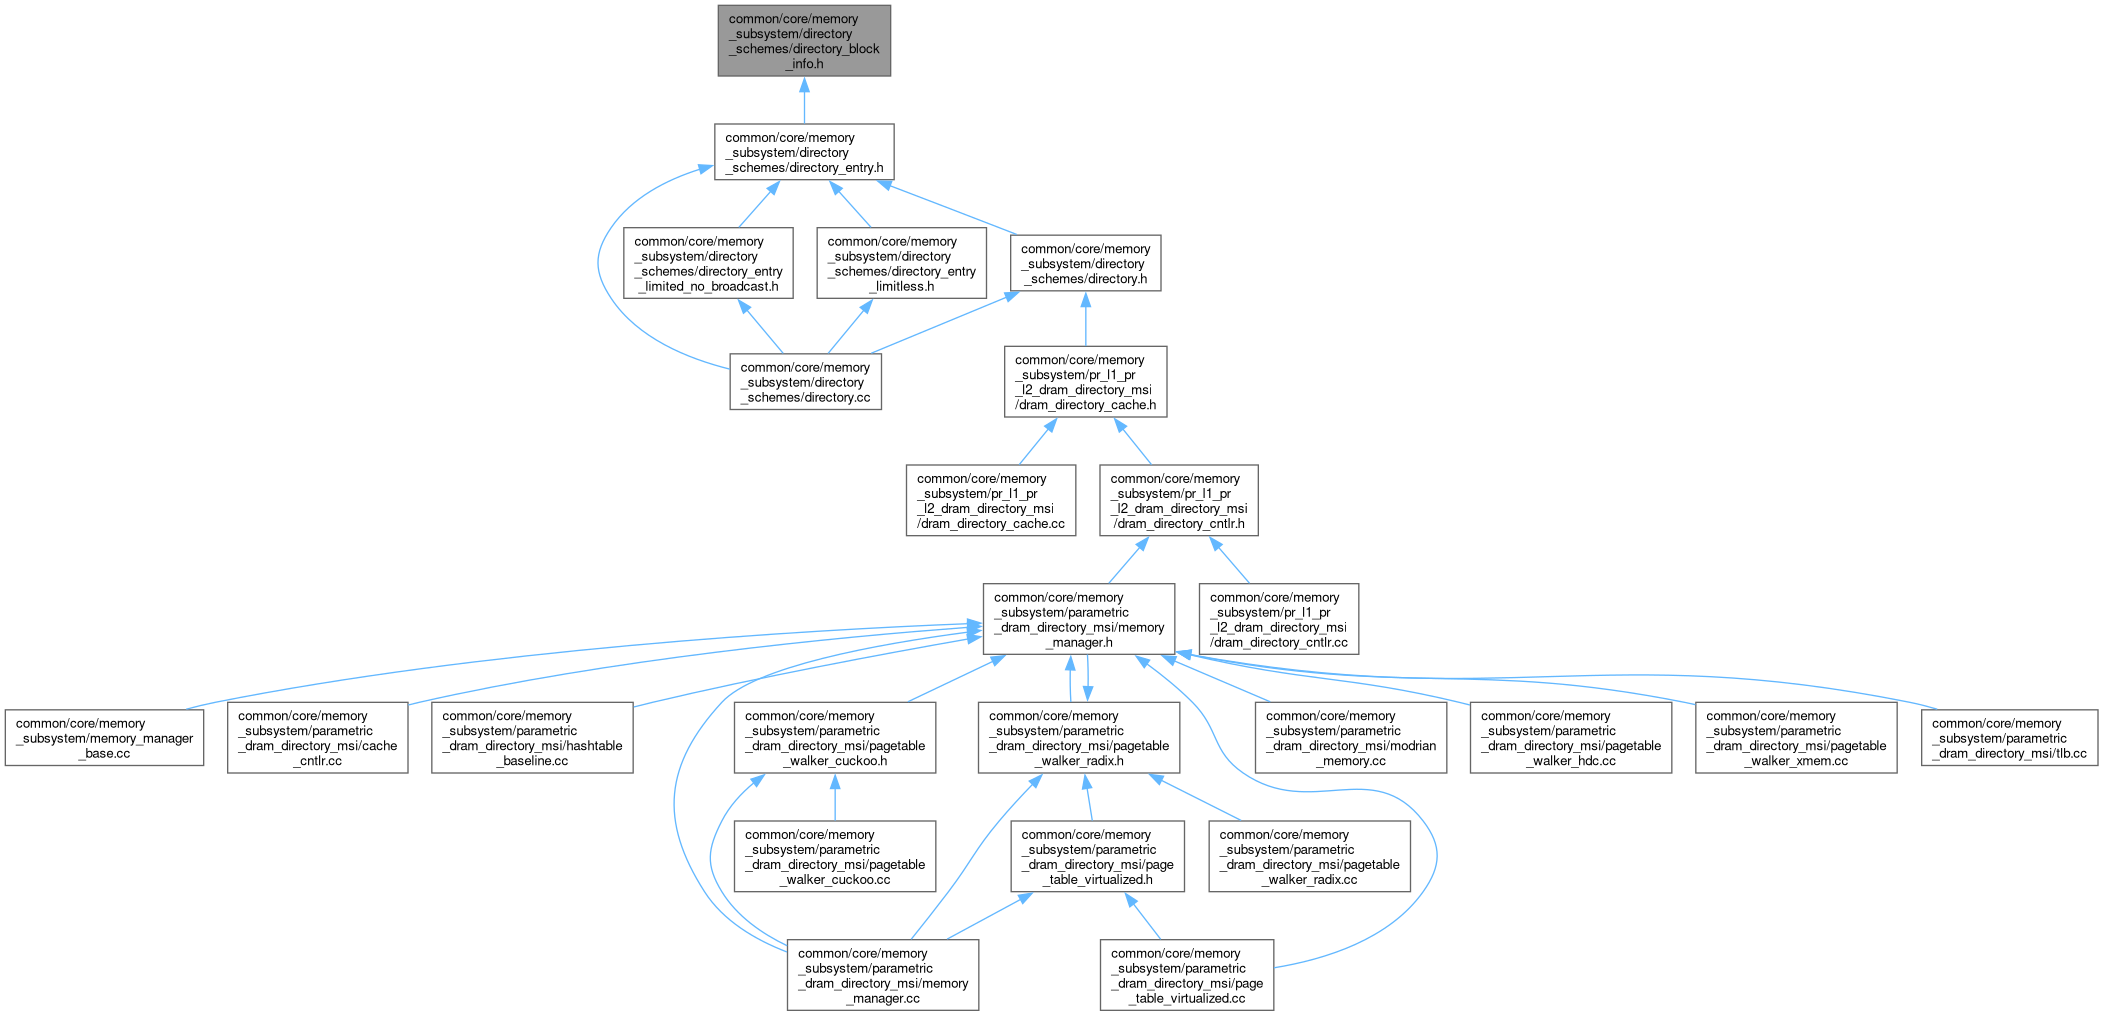 common/core/memory
_subsystem/directory
_schemes/directory_block
_info.h
common/core/memory
_subsystem/directory
_schemes/directory_entry.h
common/core/memory
_subsystem/directory
_schemes/directory_entry
_limited_no_broadcast.h
common/core/memory
_subsystem/directory
_schemes/directory_entry
_limitless.h
common/core/memory
_subsystem/directory
_schemes/directory.h
common/core/memory
_subsystem/directory
_schemes/directory.cc
common/core/memory
_subsystem/pr_l1_pr
_l2_dram_directory_msi
/dram_directory_cache.h
common/core/memory
_subsystem/pr_l1_pr
_l2_dram_directory_msi
/dram_directory_cache.cc
common/core/memory
_subsystem/pr_l1_pr
_l2_dram_directory_msi
/dram_directory_cntlr.h
common/core/memory
_subsystem/parametric
_dram_directory_msi/memory
_manager.h
common/core/memory
_subsystem/pr_l1_pr
_l2_dram_directory_msi
/dram_directory_cntlr.cc
common/core/memory
_subsystem/memory_manager
_base.cc
common/core/memory
_subsystem/parametric
_dram_directory_msi/cache
_cntlr.cc
common/core/memory
_subsystem/parametric
_dram_directory_msi/hashtable
_baseline.cc
common/core/memory
_subsystem/parametric
_dram_directory_msi/pagetable
_walker_cuckoo.h
common/core/memory
_subsystem/parametric
_dram_directory_msi/pagetable
_walker_radix.h
common/core/memory
_subsystem/parametric
_dram_directory_msi/modrian
_memory.cc
common/core/memory
_subsystem/parametric
_dram_directory_msi/pagetable
_walker_hdc.cc
common/core/memory
_subsystem/parametric
_dram_directory_msi/pagetable
_walker_xmem.cc
common/core/memory
_subsystem/parametric
_dram_directory_msi/tlb.cc
common/core/memory
_subsystem/parametric
_dram_directory_msi/pagetable
_walker_cuckoo.cc
common/core/memory
_subsystem/parametric
_dram_directory_msi/page
_table_virtualized.h
common/core/memory
_subsystem/parametric
_dram_directory_msi/pagetable
_walker_radix.cc
common/core/memory
_subsystem/parametric
_dram_directory_msi/memory
_manager.cc
common/core/memory
_subsystem/parametric
_dram_directory_msi/page
_table_virtualized.cc